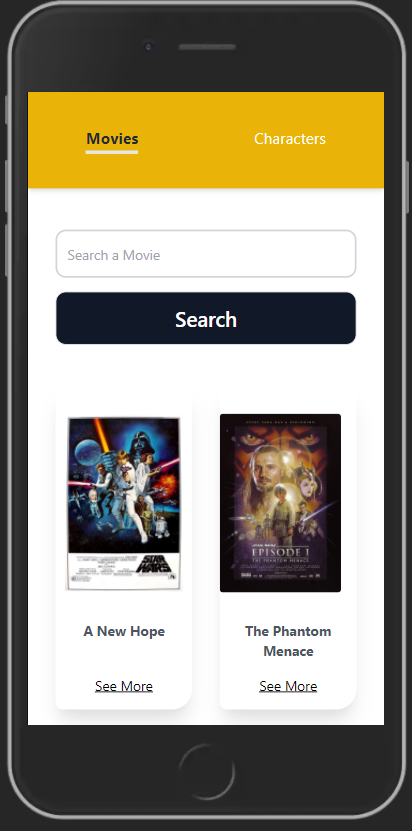 Movies
Characters
Search a Movie
Search
STAR
WARS
STAR WARS
EPISODE I
THE PHANTOM MENACE
A New Hope
The Phantom
Menace
See More
See More